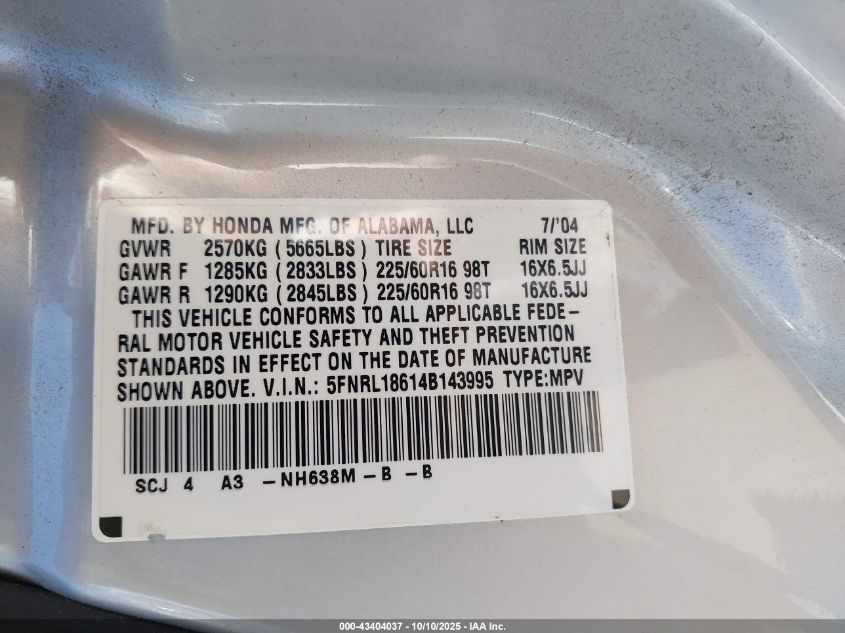 MFD. BY HONDA MFG. OF ALABAMA, LLC 7/'04
GVWR 2570KG ( 5665LBS ) TIRE SIZE RIM SIZE
GAWR F 1285KG ( 2833LBS ) 225/60R16 98T 16X6.5JJ
GAWR R 1290KG ( 2845LBS ) 225/60R16 98T 16X6.5JJ
THIS VEHICLE CONFORMS TO ALL APPLICABLE FEDE-
RAL MOTOR VEHICLE SAFETY AND THEFT PREVENTION
STANDARDS IN EFFECT ON THE DATE OF MANUFACTURE
SHOWN ABOVE. V.I.N.: 5FNRL18614B143995 TYPE:MPV
SCJ 4 A3 -NH638M-B -B
000-43404037 - 10/10/2025 - IAA Inc.